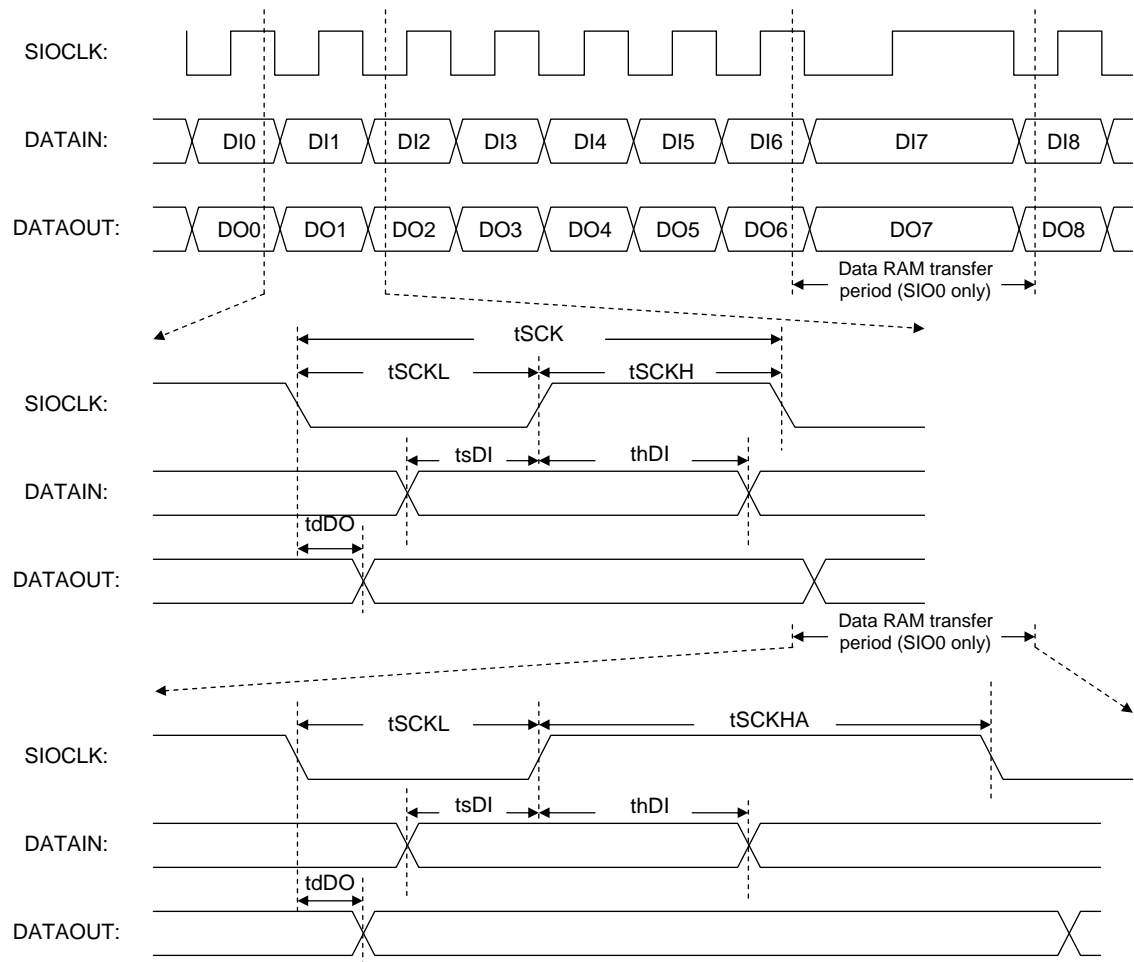 SIOCLK:
DATAIN: DI0 DI1 DI2 DI3 DI4 DI5 DI6 DI7 DI8
DATAOUT: DO0 DO1 DO2 DO3 DO4 DO5 DO6 DO7 DO8
Data RAM transfer
period (SIO0 only)
tSCK
tSCKL tSCKH
SIOCLK:
tsDI thDI
DATAIN:
tdDO
DATAOUT:
Data RAM transfer
period (SIO0 only)
tSCKL tSCKHA
SIOCLK:
tsDI thDI
DATAIN:
tdDO
DATAOUT: